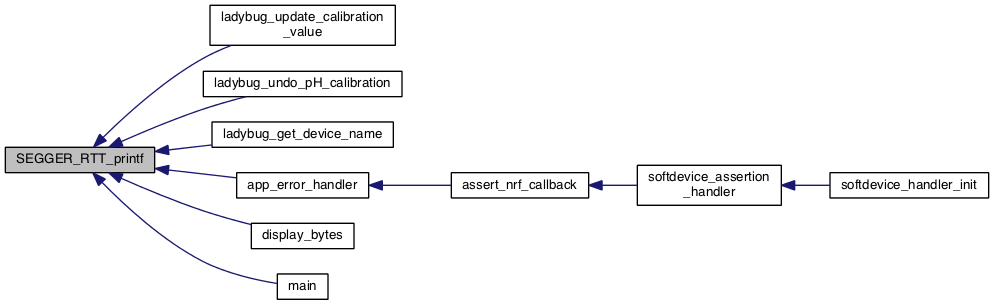 ladybug_update_calibration
_value
ladybug_undo_pH_calibration
ladybug_get_device_name
SEGGER_RTT_printf
app_error_handler
assert_nrf_callback
softdevice_assertion
_handler
softdevice_handler_init
display_bytes
main